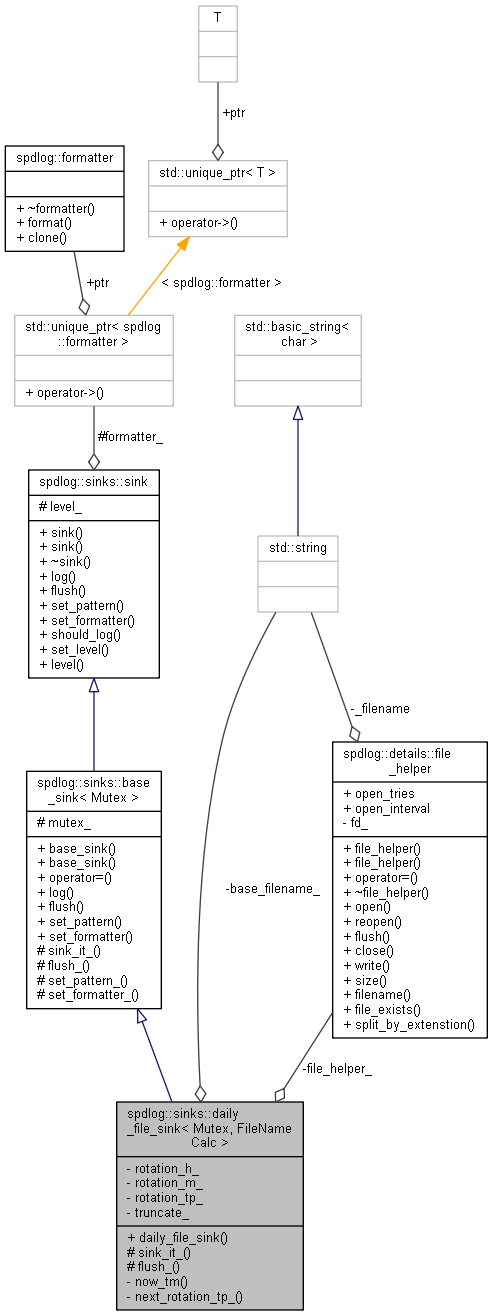 T
+ptr
spdlog::formatter
+ ~formatter()
+ format()
+ clone()
std::unique_ptr< T >
+ operator->()
+ptr
< spdlog::formatter >
std::unique_ptr< spdlog
::formatter >
+ operator->()
std::basic_string<
char >
#formatter_
spdlog::sinks::sink
# level_
+ sink()
+ sink()
+ ~sink()
+ log()
+ flush()
+ set_pattern()
+ set_formatter()
+ should_log()
+ set_level()
+ level()
std::string
-_filename
spdlog::sinks::base
_sink< Mutex >
# mutex_
+ base_sink()
+ base_sink()
+ operator=()
+ log()
+ flush()
+ set_pattern()
+ set_formatter()
# sink_it_()
# flush_()
# set_pattern_()
# set_formatter_()
-base_filename_
spdlog::details::file
_helper
+ open_tries
+ open_interval
- fd_
+ file_helper()
+ file_helper()
+ operator=()
+ ~file_helper()
+ open()
+ reopen()
+ flush()
+ close()
+ write()
+ size()
+ filename()
+ file_exists()
+ split_by_extenstion()
-file_helper_
spdlog::sinks::daily
_file_sink< Mutex, FileName
Calc >
- rotation_h_
- rotation_m_
- rotation_tp_
- truncate_
+ daily_file_sink()
# sink_it_()
# flush_()
- now_tm()
- next_rotation_tp_()